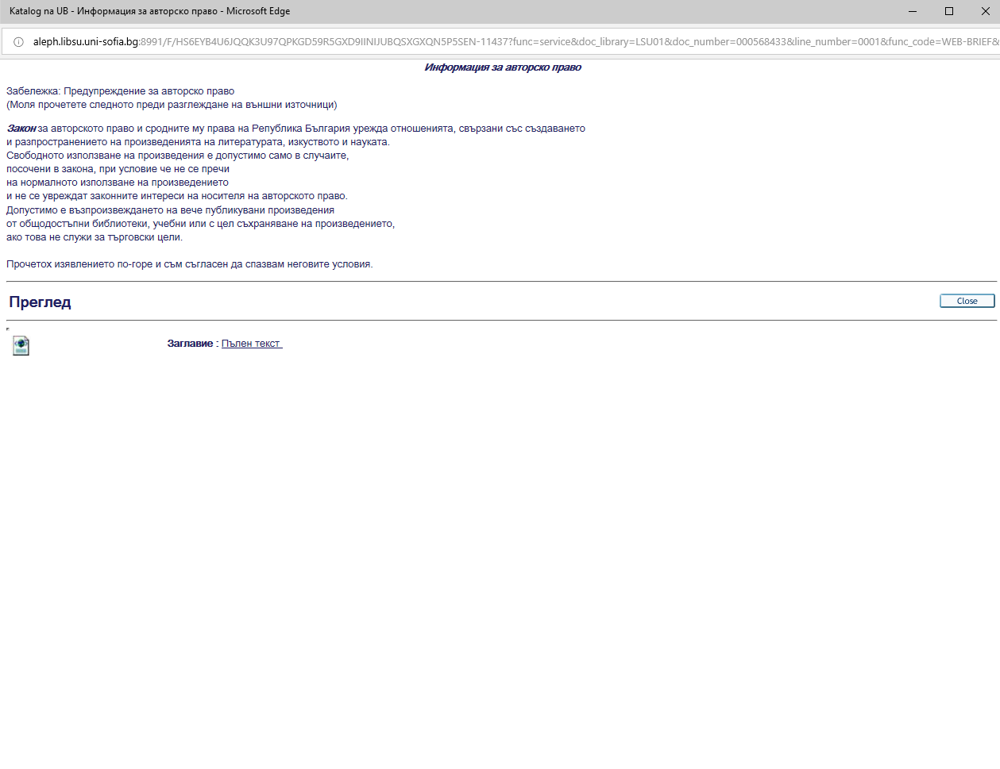 Katalog na UB - Информация за авторско право - Microsoft Edge
aleph.libsu.uni-sofia.bg:8991/F/HS6EYB4U6JQQK3U97QPKGD59R5GXD9IINIJUBQSXGXQN5P5SEN-11437?func=service&doc_library=LSU01&doc_number=000568433&line_number=0001&func_code=WEB-BRIEF&
Информация за авторско право
Забележка: Предупреждение за авторско право
(Моля прочетете следното преди разглеждане на външни източници)
Закон за авторското право и сродните му права на Република България урежда отношенията, свързани със създаването
и разпространението на произведенията на литературата, изкуството и науката.
Свободното използване на произведения е допустимо само в случаите,
посочени в закона, при условие че не се пречи
на нормалното използване на произведението
и не се увреждат законните интереси на носителя на авторското право.
Допустимо е възпроизвеждането на вече публикувани произведения
от общодостъпни библиотеки, учебни или с цел съхраняване на произведението,
ако това не служи за търговски цели.
Прочетох изявлението по-горе и съм съгласен да спазвам неговите условия.
Преглед
Close
Заглавие : Пълен текст